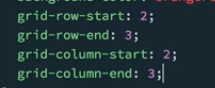 grid-row-start: 2;
grid-row-end: 3;
grid-column-start: 2;
grid-column-end: 3;